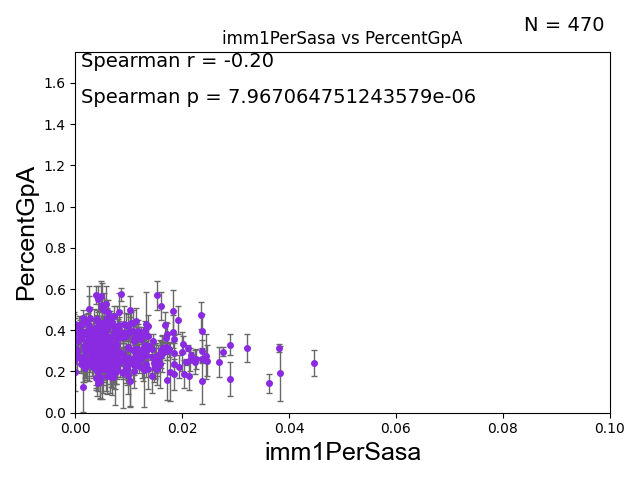 N = 470
imm1PerSasa vs PercentGpA
Spearman r = -0.20
Spearman p = 7.967064751243579e-06
PercentGpA
1.6
1.4
1.2
1.0
0.8
0.6
0.4
0.2
0.0
0.00 0.02 0.04 0.06 0.08 0.10
imm1PerSasa